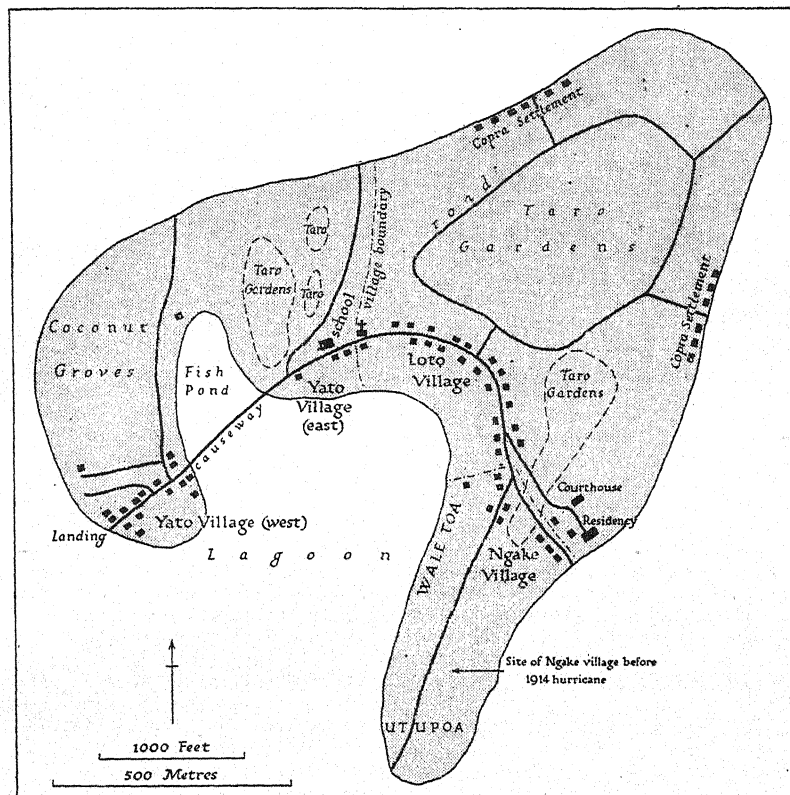 Copra Settlement
road
Taro
Gardens
village boundary
Taro
Taro
Gardens
Taro
school
Coconut
Groves
Fish
Pond
causeway
Yato
Village
(east)
Loto
Village
Taro
Gardens
Copra Settlement
Courthouse
Residency
Landing
Yato Village (west)
Lagoon
WALE TOA
Ngake
Village
Site of Ngake village before
1914 hurricane
UTUPOA
1000 Feet
500 Metres